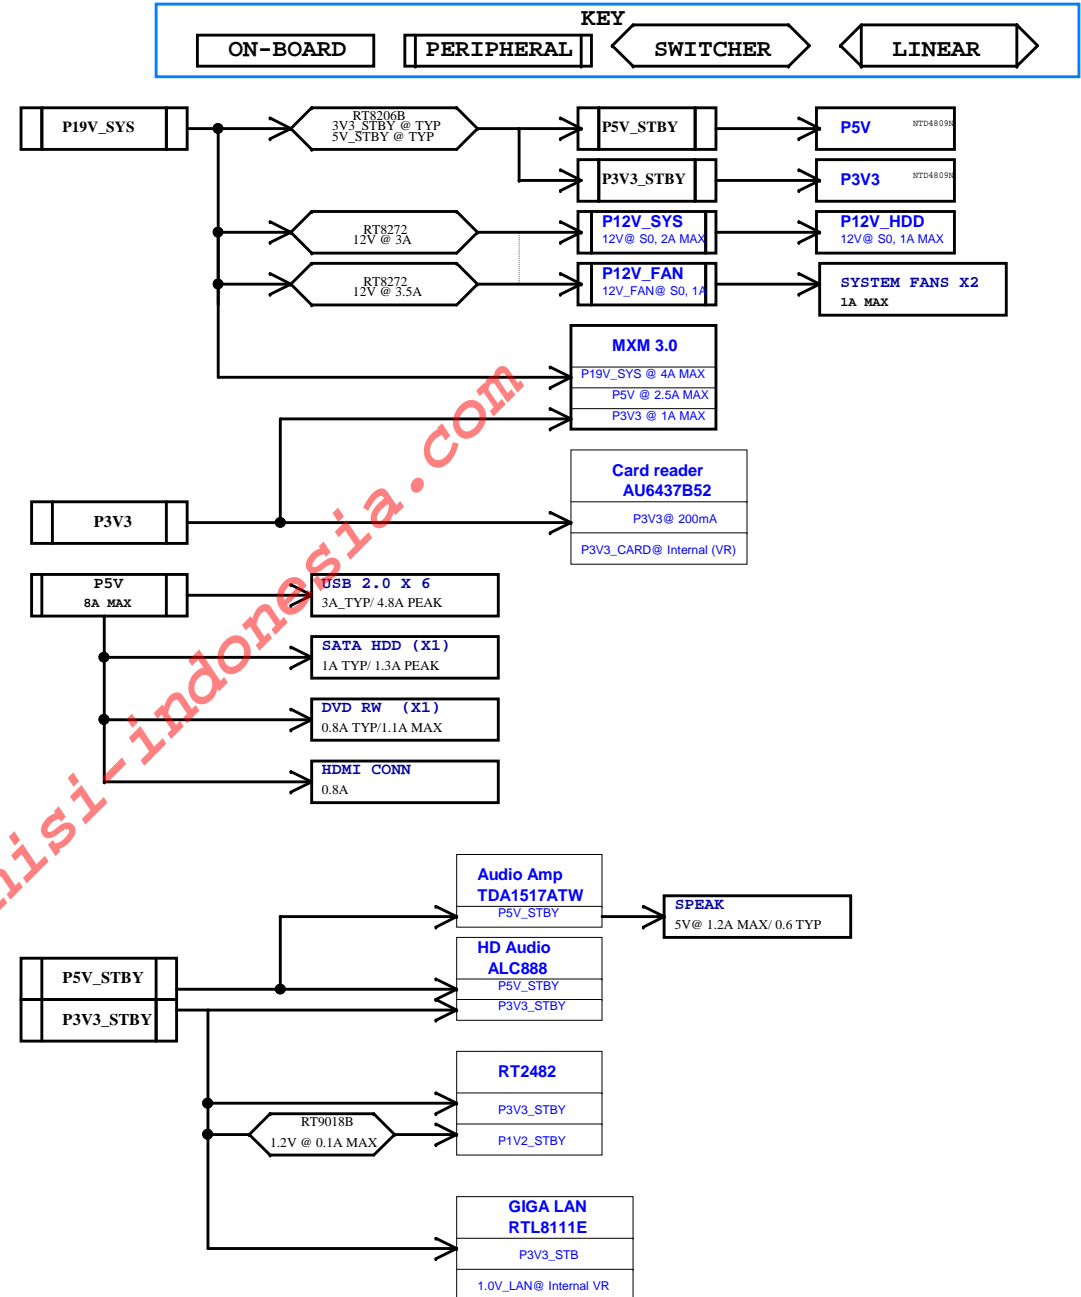 KEY
ON-BOARD
PERIPHERAL
SWITCHER
LINEAR
P19V_SYS
RT8206B
3V3_STBY @ TYP
5V_STBY @ TYP
P5V_STBY
P5V
NTD4809N
P3V3_STBY
P3V3
NTD4809N
RT8272
12V @ 3A
P12V_SYS
12V@ S0, 2A MAX
P12V_HDD
12V@ S0, 1A MAX
RT8272
12V @ 3.5A
P12V_FAN
12V_FAN@ S0, 1A
SYSTEM FANS X2
1A MAX
MXM 3.0
P19V_SYS @ 4A MAX
P5V @ 2.5A MAX
P3V3 @ 1A MAX
Card reader
AU6437B52
P3V3@ 200mA
P3V3_CARD@ Internal (VR)
P3V3
P5V
8A MAX
USB 2.0 X 6
3A_TYP/ 4.8A PEAK
SATA HDD (X1)
1A TYP/ 1.3A PEAK
DVD RW (X1)
0.8A TYP/1.1A MAX
HDMI CONN
0.8A
Audio Amp
TDA1517ATW
P5V_STBY
SPEAK
5V@ 1.2A MAX/ 0.6 TYP
HD Audio
ALC888
P5V_STBY
P3V3_STBY
P5V_STBY
P3V3_STBY
RT2482
P3V3_STBY
P1V2_STBY
RT9018B
1.2V @ 0.1A MAX
GIGA LAN
RTL8111E
P3V3_STB
1.0V_LAN@ Internal VR
nisi-indonesia.com